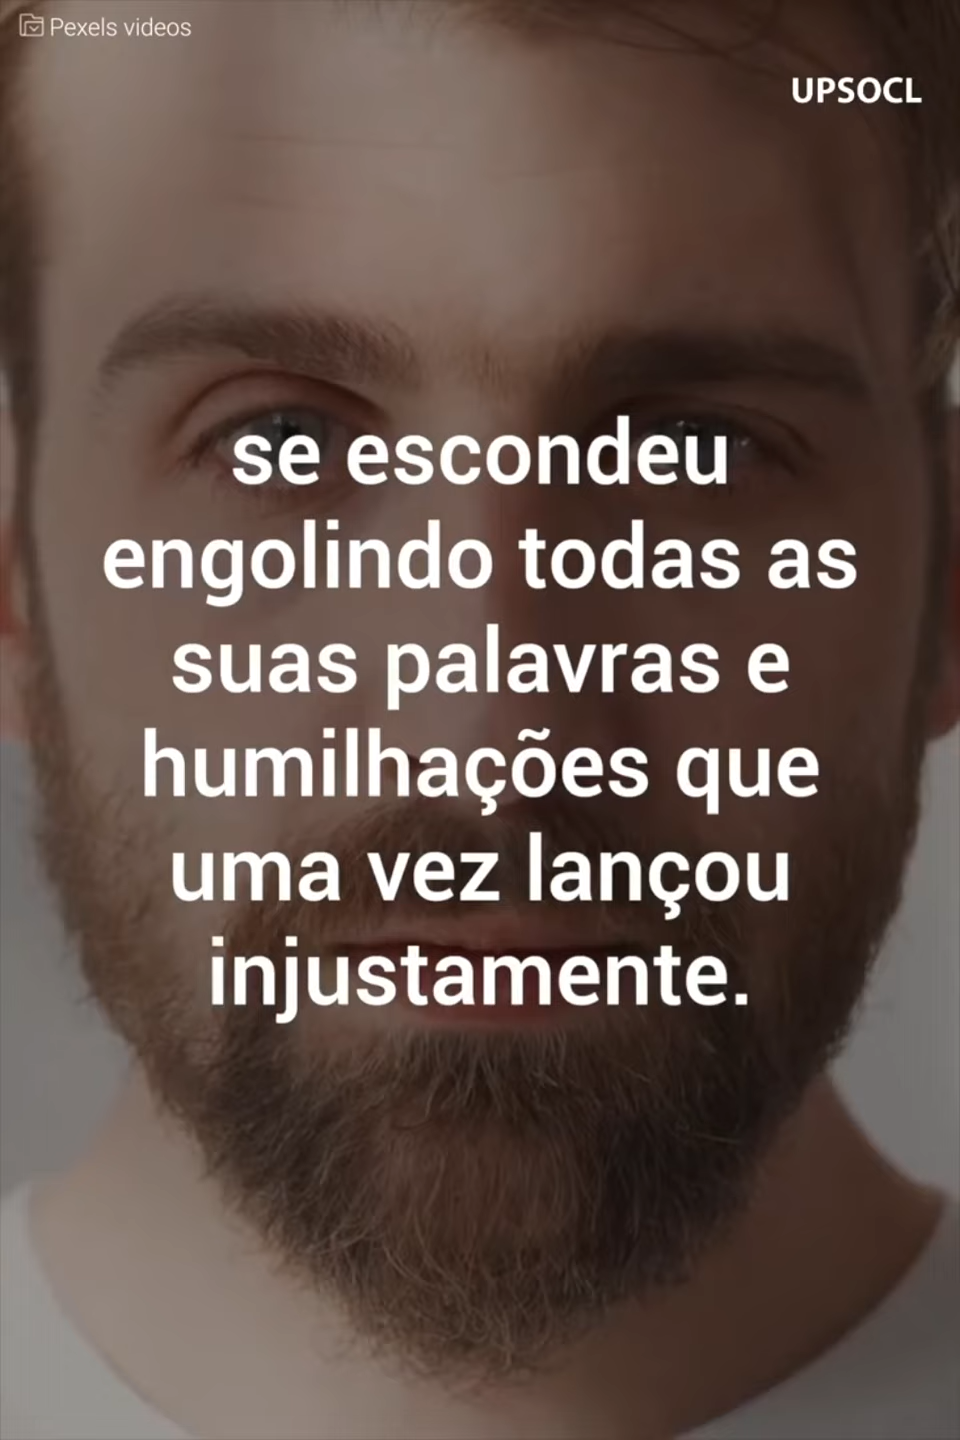 Pexels videos
UPSOCL
se escondeu
engolindo todas as
suas palavras e
humilhações que
uma vez lançou
injustamente.